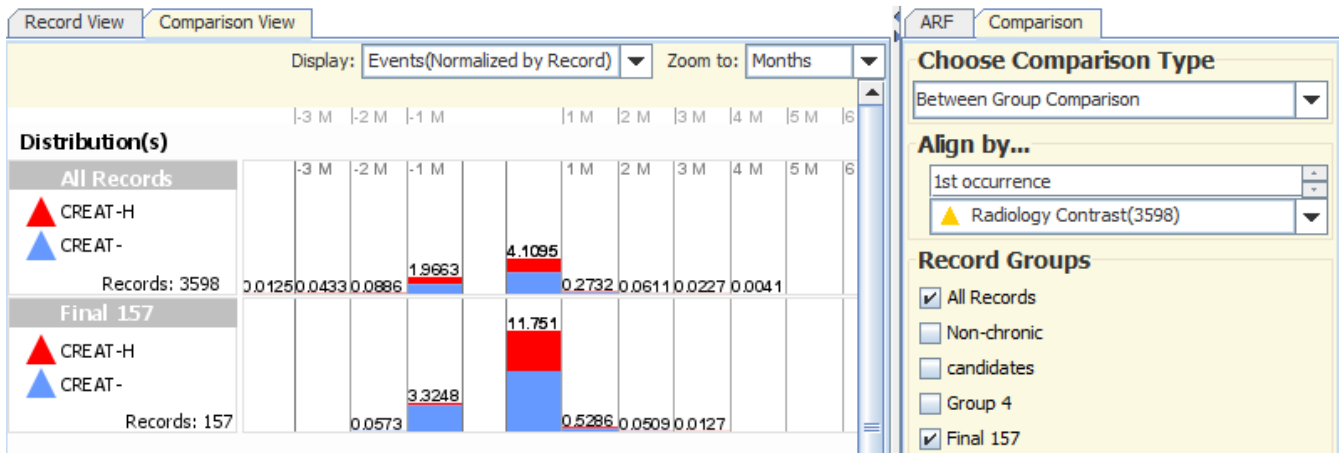 Record View Comparison View
Display: Events(Normalized by Record) Zoom to: Months
|-3 M |-2 M |-1 M |1 M |2 M |3 M |4 M |5 M |6
Distribution(s)
All Records
|-3 M |-2 M |-1 M |1 M |2 M |3 M |4 M |5 M |6
CREAT-H
CREAT-
Records: 3598
0.0125 0.0433 0.0886 1.9663 4.1095 0.2732 0.0611 0.0227 0.0041
Final 157
CREAT-H
CREAT-
Records: 157
0.0573 3.3248 11.751 0.5286 0.0509 0.0127
ARF Comparison
Choose Comparison Type
Between Group Comparison
Align by...
1st occurrence
Radiology Contrast(3598)
Record Groups
All Records
Non-chronic
candidates
Group 4
Final 157